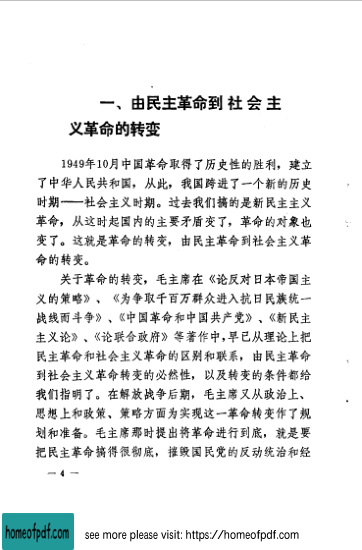 一、由民主革命到社会主
义革命的转变
1949年10月中国革命取得了历史性的胜利，建立
了中华人民共和国，从此，我国跨进了一个新的历史
时期——社会主义时期。过去我们搞的是新民主主义
革命，从这时起国内的主要矛盾变了，革命的对象也
变了。这就是革命的转变，由民主革命到社会主义革
命的转变。
关于革命的转变，毛主席在《论反对日本帝国主
义的策略》、《为争取千百万群众进入抗日民族统一
战线而斗争》、《中国革命和中国共产党》、《新民主
主义论》、《论联合政府》等著作中，早已从理论上把
民主革命和社会主义革命的区别和联系，由民主革命
到社会主义革命转变的必然性，以及转变的条件都给
我们指明了。在解放战争后期，毛主席又从政治上、
思想上和政策、策略方面为实现这一革命转变作了规
划和准备。毛主席那时提出将革命进行到底，就是要
把民主革命搞得很彻底，摧毁国民党的反动统治和经
— 4 —
homeofpdf.com
see more please visit: https://homeofpdf.com